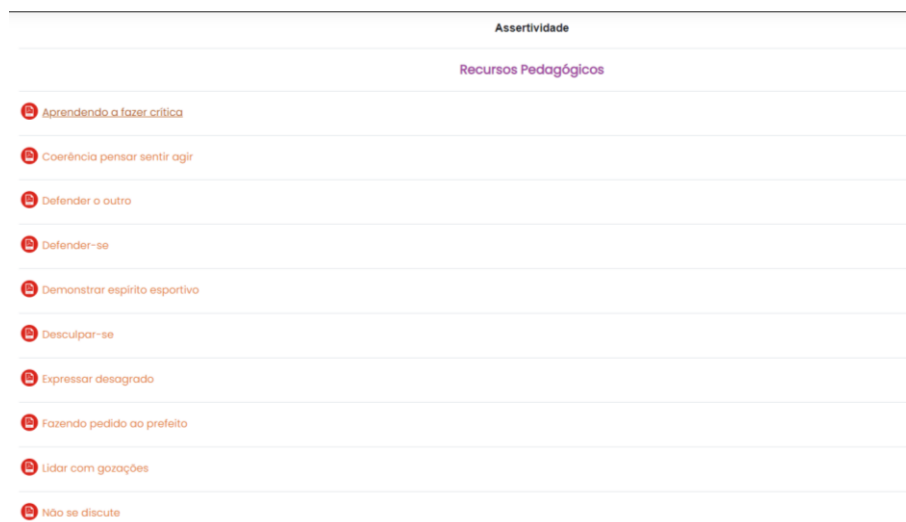 Assertividade
Recursos Pedagógicos
Aprendendo a fazer crítica
Coerência pensar sentir agir
Defender o outro
Defender-se
Demonstrar espírito esportivo
Desculpar-se
Expressar desagrado
Fazendo pedido ao prefeito
Lidar com gozações
Não se discute